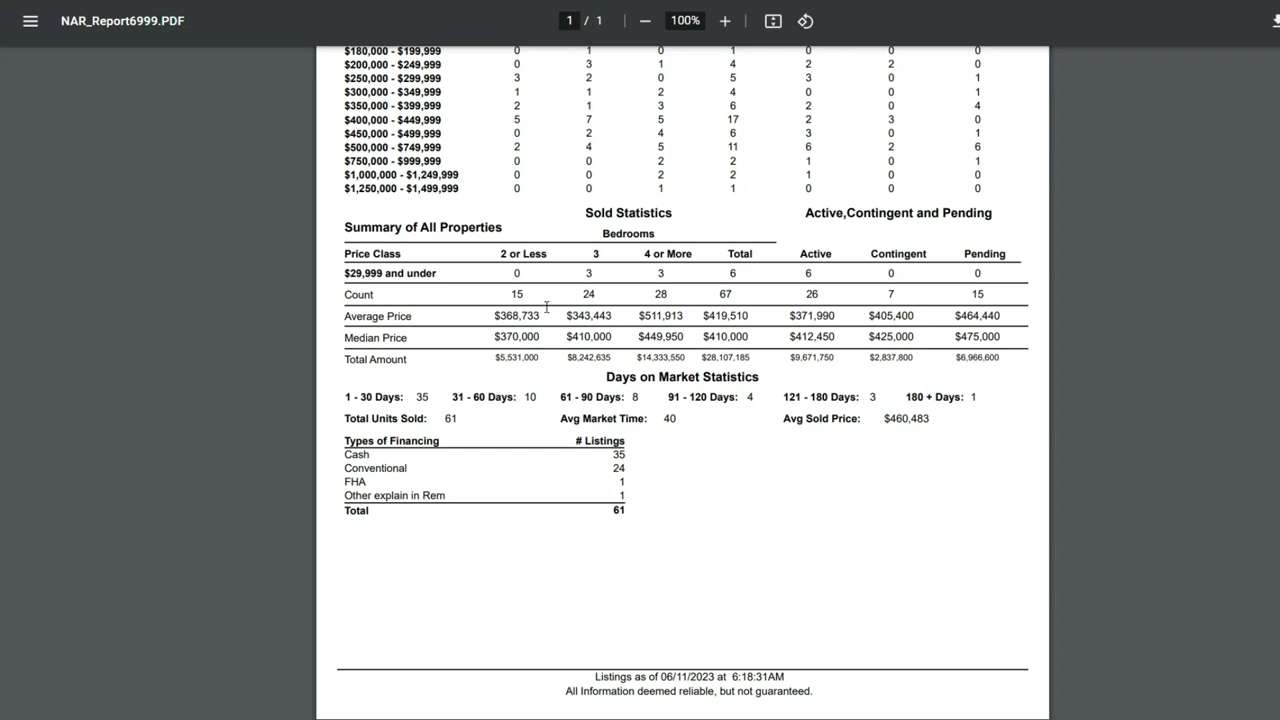 NAR_Report6999.PDF 1 / 1 100%
$180,000 - $199,999 0 1 0 1 0 0 0
$200,000 - $249,999 0 3 1 4 2 2 0
$250,000 - $299,999 3 2 0 5 3 0 1
$300,000 - $349,999 1 1 2 4 0 0 1
$350,000 - $399,999 2 1 3 6 2 0 4
$400,000 - $449,999 5 7 5 17 2 3 0
$450,000 - $499,999 0 2 4 6 3 0 1
$500,000 - $749,999 2 4 5 11 6 2 6
$750,000 - $999,999 0 0 2 2 1 0 1
$1,000,000 - $1,249,999 0 0 2 2 1 0 0
$1,250,000 - $1,499,999 0 0 1 1 0 0 0
Sold Statistics Active,Contingent and Pending
Summary of All Properties
Bedrooms
Price Class 2 or Less 3 4 or More Total Active Contingent Pending
$29,999 and under 0 3 3 6 6 0 0
Count 15 24 28 67 26 7 15
Average Price $368,733 $343,443 $511,913 $419,510 $371,990 $405,400 $464,440
Median Price $370,000 $410,000 $449,950 $410,000 $412,450 $425,000 $475,000
Total Amount $5,531,000 $8,242,635 $14,333,550 $28,107,185 $9,671,750 $2,837,800 $6,966,600
Days on Market Statistics
1 - 30 Days: 35 31 - 60 Days: 10 61 - 90 Days: 8 91 - 120 Days: 4 121 - 180 Days: 3 180 + Days: 1
Total Units Sold: 61 Avg Market Time: 40 Avg Sold Price: $460,483
Types of Financing # Listings
Cash 35
Conventional 24
FHA 1
Other explain in Rem 1
Total 61
Listings as of 06/11/2023 at 6:18:31AM
All Information deemed reliable, but not guaranteed.